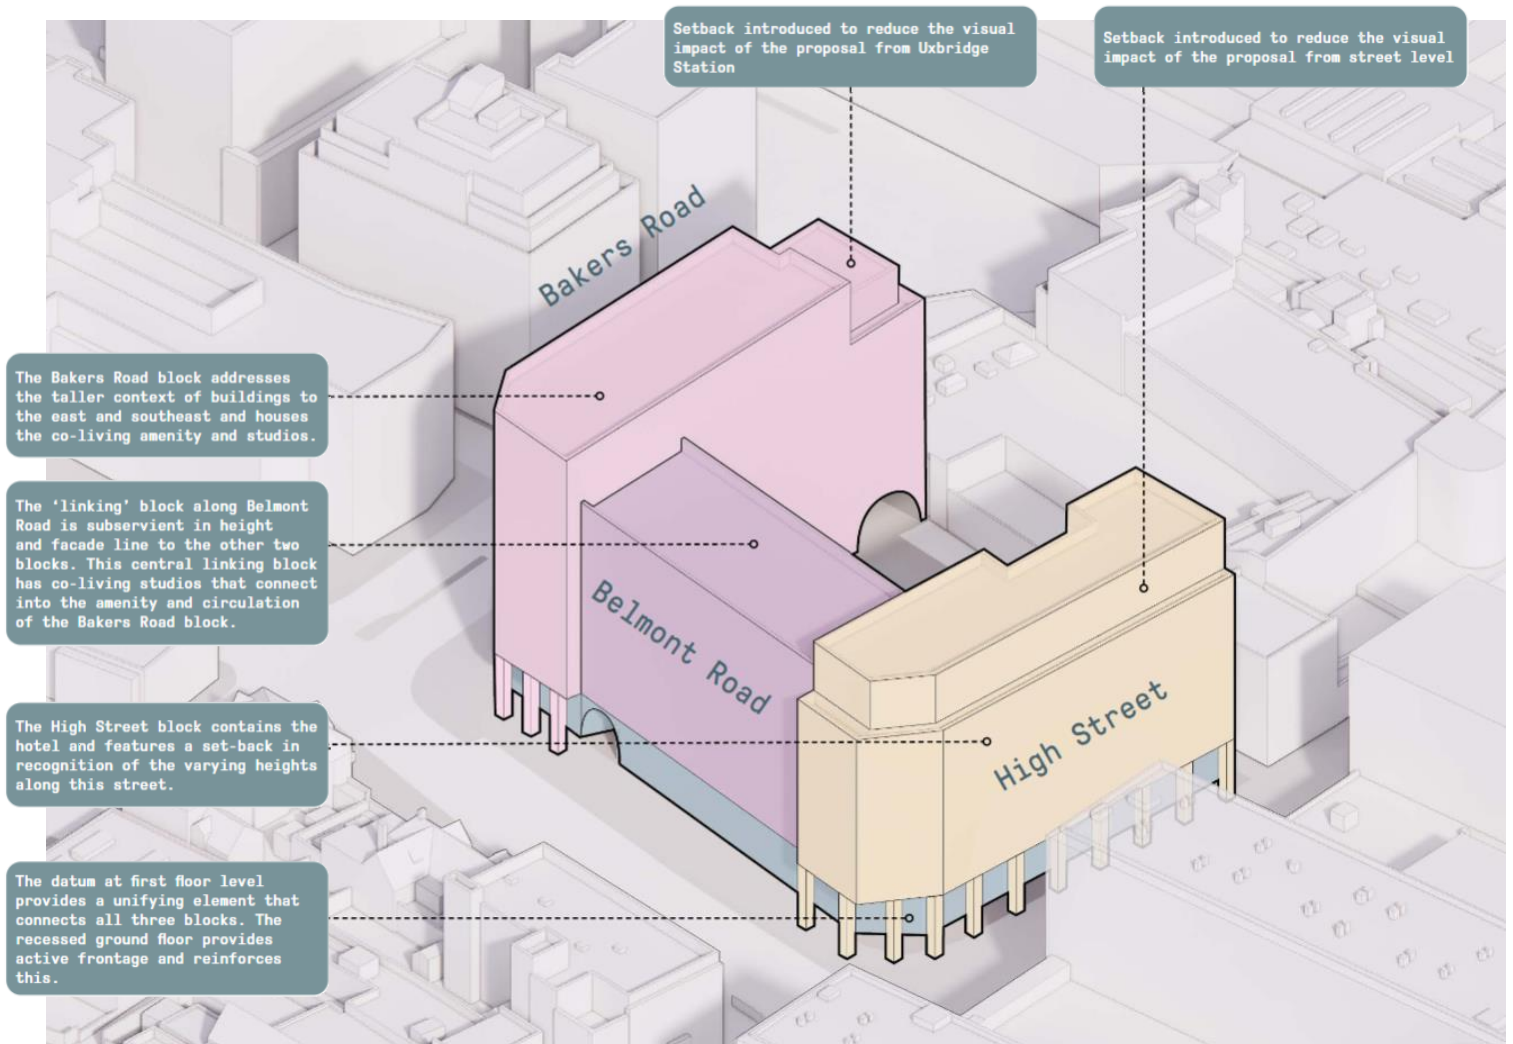 Setback introduced to reduce the visual
impact of the proposal from Uxbridge
Station
Setback introduced to reduce the visual
impact of the proposal from street level
Bakers Road
The Bakers Road block addresses
the taller context of buildings to
the east and southeast and houses
the co-living amenity and studios.
The ‘linking’ block along Belmont
Road is subservient in height
and facade line to the other two
blocks. This central linking block
has co-living studios that connect
into the amenity and circulation
of the Bakers Road block.
Belmont Road
High Street
The High Street block contains the
hotel and features a set-back in
recognition of the varying heights
along this street.
The datum at first floor level
provides a unifying element that
connects all three blocks. The
recessed ground floor provides
active frontage and reinforces
this.